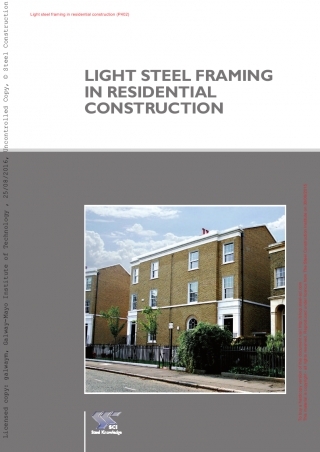 Light steel framing in residential construction (P402)
LIGHT STEEL FRAMING
IN RESIDENTIAL
CONSTRUCTION
SCI
Steel Knowledge
Licensed copy: galwaygh, Galway-Mayo Institute of Technology , 25/08/2018, Uncontrolled Copy, © Steel Construction